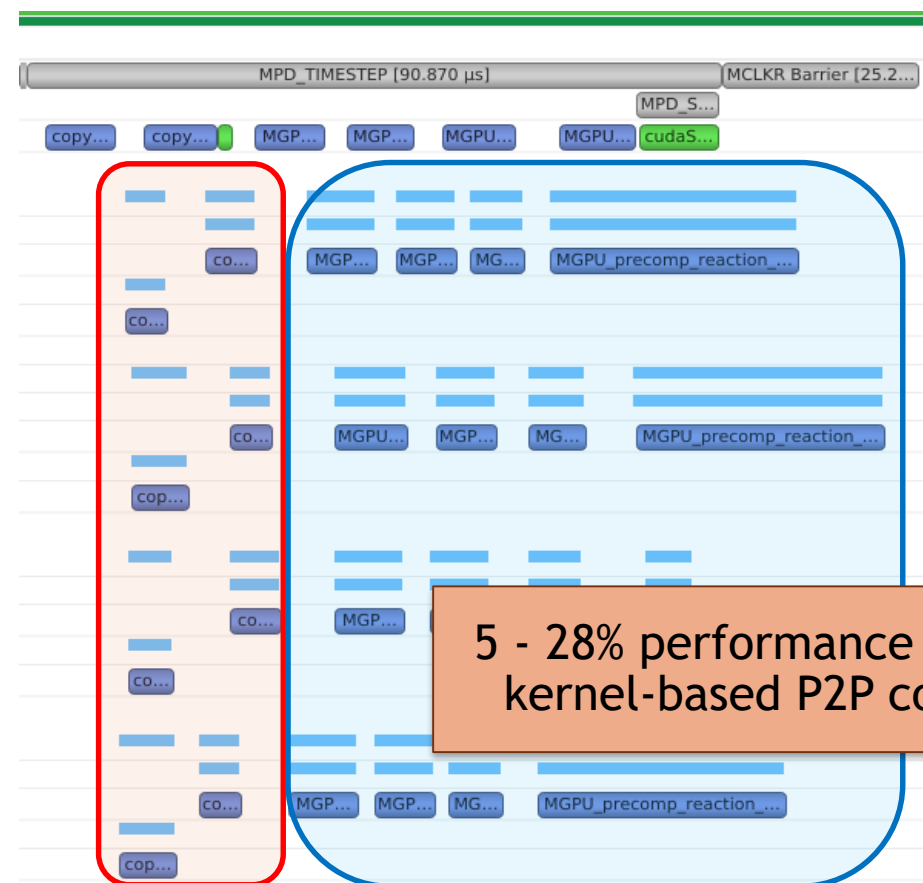 MPD_TIMESTEP [90.870 µs] MCLKR Barrier [25.2...
MPD_S...
copy... copy... MGP... MGP... MGPU... MGPU... cudaS...
co... MGP... MGP... MG... MGPU_precomp_reaction_...
co...
co... MGPU... MGP... MG... MGPU_precomp_reaction_...
cop...
co... MGP...
5 - 28% performance
kernel-based P2P co
co...
co... MGP... MGP... MG... MGPU_precomp_reaction_...
cop...